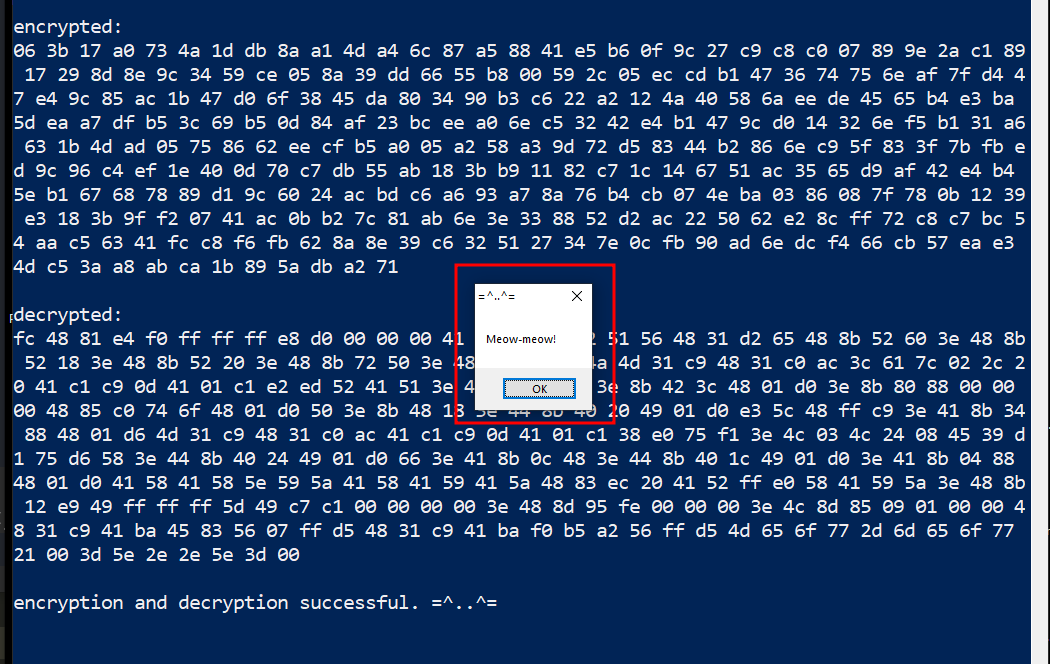 encrypted:
06 3b 17 a0 73 4a 1d db 8a a1 4d a4 6c 87 a5 88 41 e5 b6 0f 9c 27 c9 c8 c0 07 89 9e 2a c1 89
17 29 8d 8e 9c 34 59 ce 05 8a 39 dd 66 55 b8 00 59 2c 05 ec cd b1 47 36 74 75 6e af 7f d4 4
7 e4 9c 85 ac 1b 47 d0 6f 38 45 da 80 34 90 b3 c6 22 a2 12 4a 40 58 6a ee de 45 65 b4 e3 ba
5d ea a7 df b5 3c 69 b5 0d 84 af 23 bc ee a0 6e c5 32 42 e4 b1 47 9c d0 14 32 6e f5 b1 31 a6
63 1b 4d ad 05 75 86 62 ee cf b5 a0 05 a2 58 a3 9d 72 d5 83 44 b2 86 6e c9 5f 83 3f 7b fb e
d 9c 96 c4 ef 1e 40 0d 70 c7 db 55 ab 18 3b b9 11 82 c7 1c 14 67 51 ac 35 65 d9 af 42 e4 b4
5e b1 67 68 78 89 d1 9c 60 24 ac bd c6 a6 93 a7 8a 76 b4 cb 07 4e ba 03 86 08 7f 78 0b 12 39
e3 18 3b 9f f2 07 41 ac 0b b2 7c 81 ab 6e 3e 33 88 52 d2 ac 22 50 62 e2 8c ff 72 c8 c7 bc 5
4 aa c5 63 41 fc c8 f6 fb 62 8a 8e 39 c6 32 51 27 34 7e 0c fb 90 ad 6e dc f4 66 cb 57 ea e3
4d c5 3a a8 ab ca 1b 89 5a db a2 71
decrypted:
fc 48 81 e4 f0 ff ff ff e8 d0 00 00 00 41 51 56 48 31 d2 65 48 8b 52 60 3e 48 8b
52 18 3e 48 8b 52 20 3e 48 8b 72 50 3e 48 4d 31 c9 48 31 c0 ac 3c 61 7c 02 2c 2
0 41 c1 c9 0d 41 01 c1 e2 ed 52 41 51 3e 3e 8b 42 3c 48 01 d0 3e 8b 80 88 00 00
00 48 85 c0 74 6f 48 01 d0 50 3e 8b 48 18 3e 44 8b 40 20 49 01 d0 e3 5c 48 ff c9 3e 41 8b 34
88 48 01 d6 4d 31 c9 48 31 c0 ac 41 c1 c9 0d 41 01 c1 38 e0 75 f1 3e 4c 03 4c 24 08 45 39 d
1 75 d6 58 3e 44 8b 40 24 49 01 d0 66 3e 41 8b 0c 48 3e 44 8b 40 1c 49 01 d0 3e 41 8b 04 88
48 01 d0 41 58 41 58 5e 59 5a 41 58 41 59 41 5a 48 83 ec 20 41 52 ff e0 58 41 59 5a 3e 48 8b
12 e9 49 ff ff ff 5d 49 c7 c1 00 00 00 00 3e 48 8d 95 fe 00 00 00 3e 4c 8d 85 09 01 00 00 4
8 31 c9 41 ba 45 83 56 07 ff d5 48 31 c9 41 ba f0 b5 a2 56 ff d5 4d 65 6f 77 2d 6d 65 6f 77
21 00 3d 5e 2e 2e 5e 3d 00
encryption and decryption successful. =^..^=
=^..^=
Meow-meow!
OK